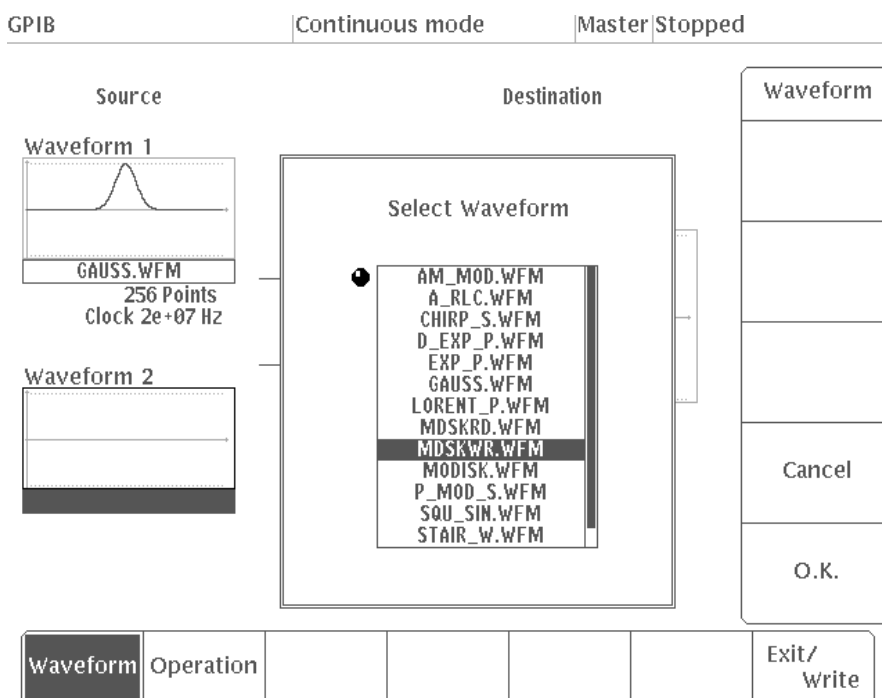 GPIB Continuous mode Master Stopped
Source Destination
Waveform 1
GAUSS.WFM
256 Points
Clock 2e+07 Hz
Waveform 2
Select Waveform
AM_MOD.WFM
A_RLC.WFM
CHIRP_S.WFM
D_EXP_P.WFM
EXP_P.WFM
GAUSS.WFM
LORENT_P.WFM
MDSKRD.WFM
MDSKWR.WFM
MODISK.WFM
P_MOD_S.WFM
SQU_SIN.WFM
STAIR_W.WFM
Waveform
Cancel
O.K.
Waveform Operation Exit/
Write